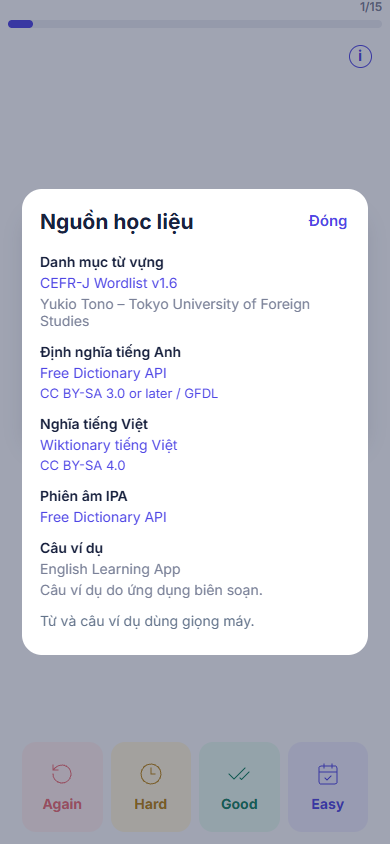 1/15
i
Nguồn học liệu
Đóng
Danh mục từ vựng
CEFR-J Wordlist v1.6
Yukio Tono – Tokyo University of Foreign
Studies
Định nghĩa tiếng Anh
Free Dictionary API
CC BY-SA 3.0 or later / GFDL
Nghĩa tiếng Việt
Wiktionary tiếng Việt
CC BY-SA 4.0
Phiên âm IPA
Free Dictionary API
Câu ví dụ
English Learning App
Câu ví dụ do ứng dụng biên soạn.
Từ và câu ví dụ dùng giọng máy.
Again
Hard
Good
Easy